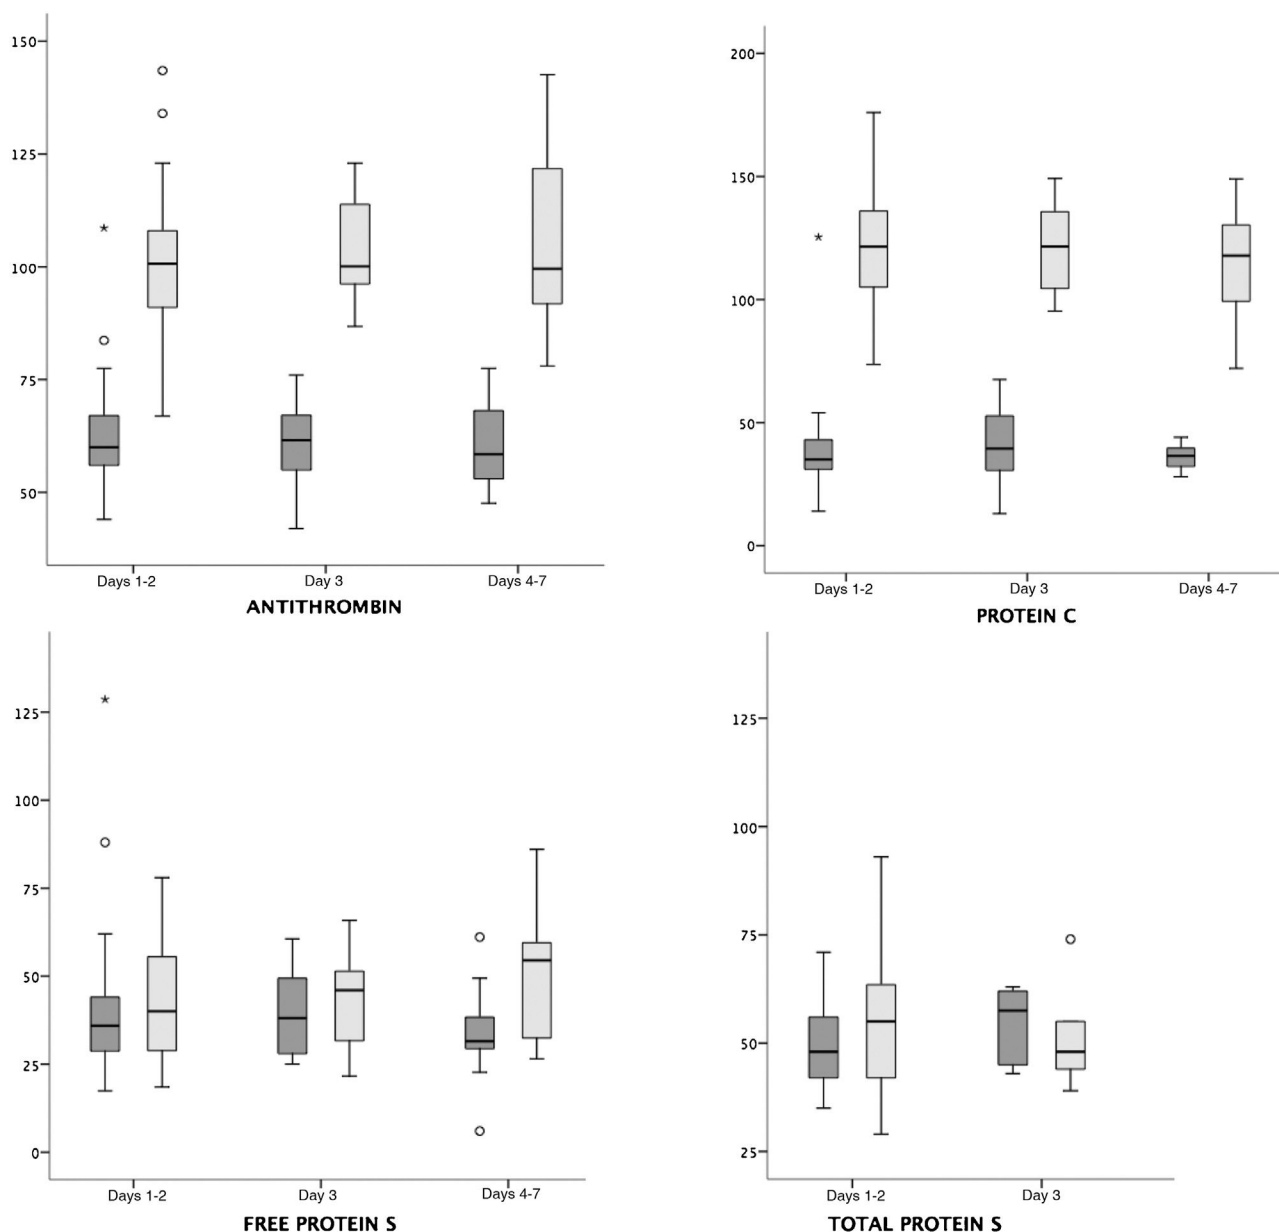 150
125
100
75
50
Days 1-2 Day 3 Days 4-7
ANTITHROMBIN
200
150
100
50
0
Days 1-2 Day 3 Days 4-7
PROTEIN C
125
100
75
50
25
0
Days 1-2 Day 3 Days 4-7
FREE PROTEIN S
125
100
75
50
25
Days 1-2 Day 3
TOTAL PROTEIN S